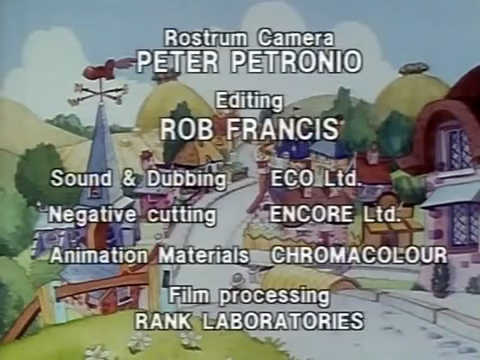 Rostrum Camera
PETER PETRONIO
Editing
ROB FRANCIS
Sound & Dubbing ECO Ltd.
Negative cutting ENCORE Ltd.
Animation Materials CHROMACOLOUR
Film processing
RANK LABORATORIES